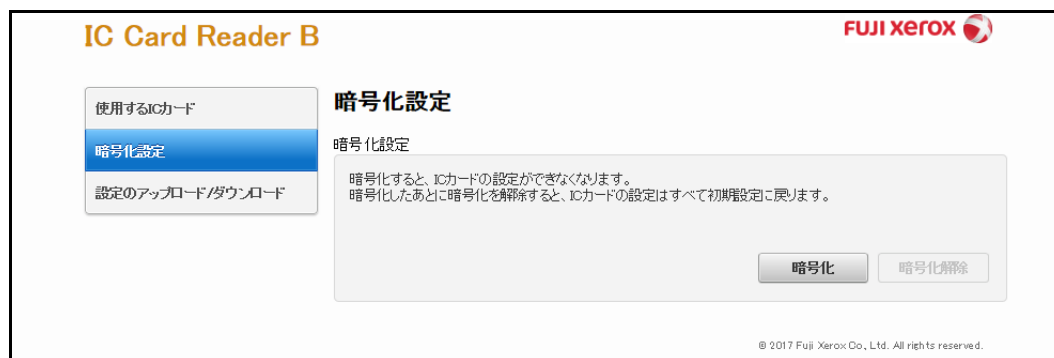 IC Card Reader B
FUJI XEROX
使用するICカード
暗号化設定
設定のアップロード/ダウンロード
暗号化設定
暗号化設定
暗号化すると、ICカードの設定ができなくなります。
暗号化したあとに暗号化を解除すると、ICカードの設定はすべて初期設定に戻ります。
暗号化
暗号化解除
© 2017 Fuji Xerox Co., Ltd. All rights reserved.